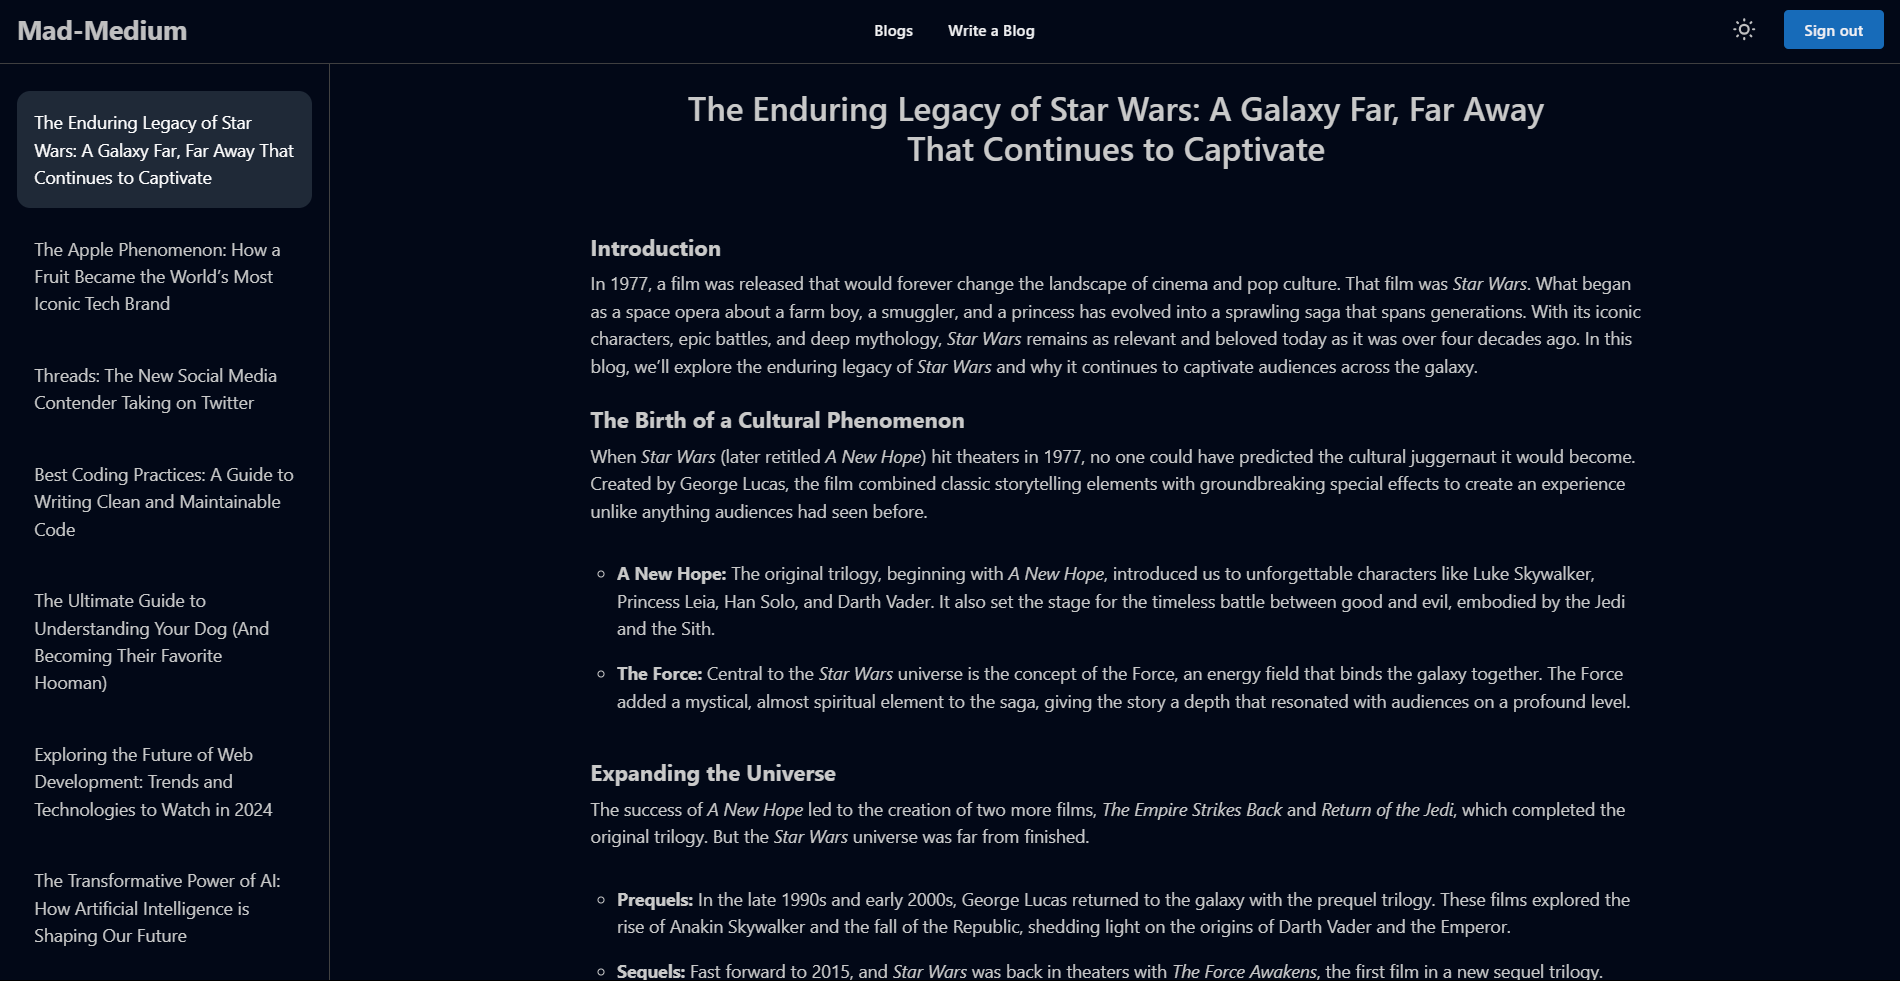 Mad-Medium
Blogs
Write a Blog
Sign out
The Enduring Legacy of Star
Wars: A Galaxy Far, Far Away That
Continues to Captivate
The Apple Phenomenon: How a
Fruit Became the World’s Most
Iconic Tech Brand
Threads: The New Social Media
Contender Taking on Twitter
Best Coding Practices: A Guide to
Writing Clean and Maintainable
Code
The Ultimate Guide to
Understanding Your Dog (And
Becoming Their Favorite
Hooman)
Exploring the Future of Web
Development: Trends and
Technologies to Watch in 2024
The Transformative Power of AI:
How Artificial Intelligence is
Shaping Our Future
The Enduring Legacy of Star Wars: A Galaxy Far, Far Away
That Continues to Captivate
Introduction
In 1977, a film was released that would forever change the landscape of cinema and pop culture. That film was Star Wars. What began
as a space opera about a farm boy, a smuggler, and a princess has evolved into a sprawling saga that spans generations. With its iconic
characters, epic battles, and deep mythology, Star Wars remains as relevant and beloved today as it was over four decades ago. In this
blog, we’ll explore the enduring legacy of Star Wars and why it continues to captivate audiences across the galaxy.
The Birth of a Cultural Phenomenon
When Star Wars (later retitled A New Hope) hit theaters in 1977, no one could have predicted the cultural juggernaut it would become.
Created by George Lucas, the film combined classic storytelling elements with groundbreaking special effects to create an experience
unlike anything audiences had seen before.
A New Hope: The original trilogy, beginning with A New Hope, introduced us to unforgettable characters like Luke Skywalker,
Princess Leia, Han Solo, and Darth Vader. It also set the stage for the timeless battle between good and evil, embodied by the Jedi
and the Sith.
The Force: Central to the Star Wars universe is the concept of the Force, an energy field that binds the galaxy together. The Force
added a mystical, almost spiritual element to the saga, giving the story a depth that resonated with audiences on a profound level.
Expanding the Universe
The success of A New Hope led to the creation of two more films, The Empire Strikes Back and Return of the Jedi, which completed the
original trilogy. But the Star Wars universe was far from finished.
Prequels: In the late 1990s and early 2000s, George Lucas returned to the galaxy with the prequel trilogy. These films explored the
rise of Anakin Skywalker and the fall of the Republic, shedding light on the origins of Darth Vader and the Emperor.
Sequels: Fast forward to 2015, and Star Wars was back in theaters with The Force Awakens, the first film in a new sequel trilogy.